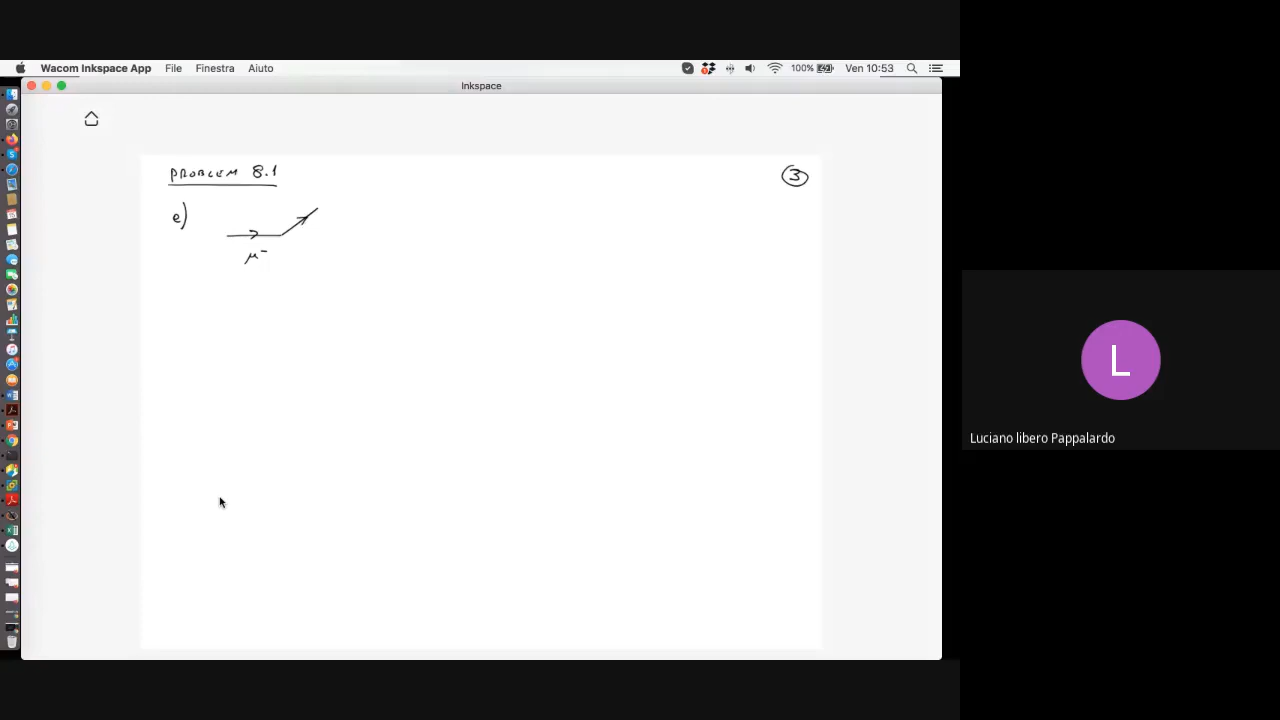 Wacom Inkspace App File Finestra Aiuto 100% Ven 10:53
Inkspace
PROBLEM 8.1 3
e)
μ⁻
L
Luciano libero Pappalardo